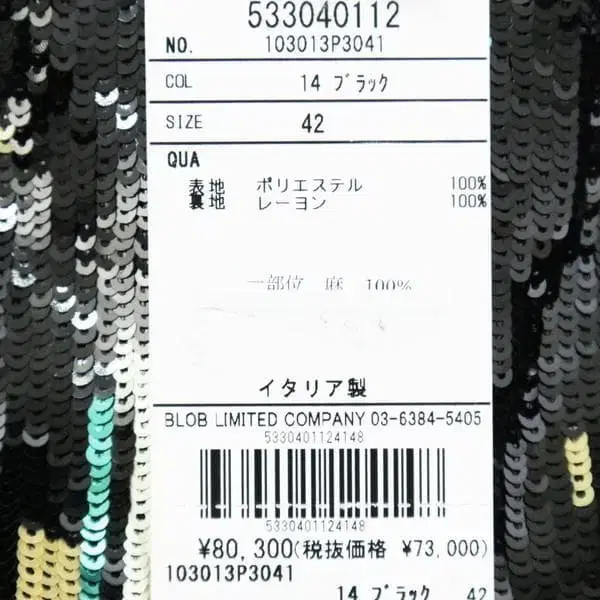 533040112
NO. 103013P3041
COL 14 ブラック
SIZE 42
QUA
表地 ポリエステル 100%
裏地 レーヨン 100%
一部位 麻 100%
イタリア製
BLOB LIMITED COMPANY 03-6384-5405
5330401124148
5330401124148
¥80,300(税抜価格 ¥73,000)
103013P3041
14 ブラック 42